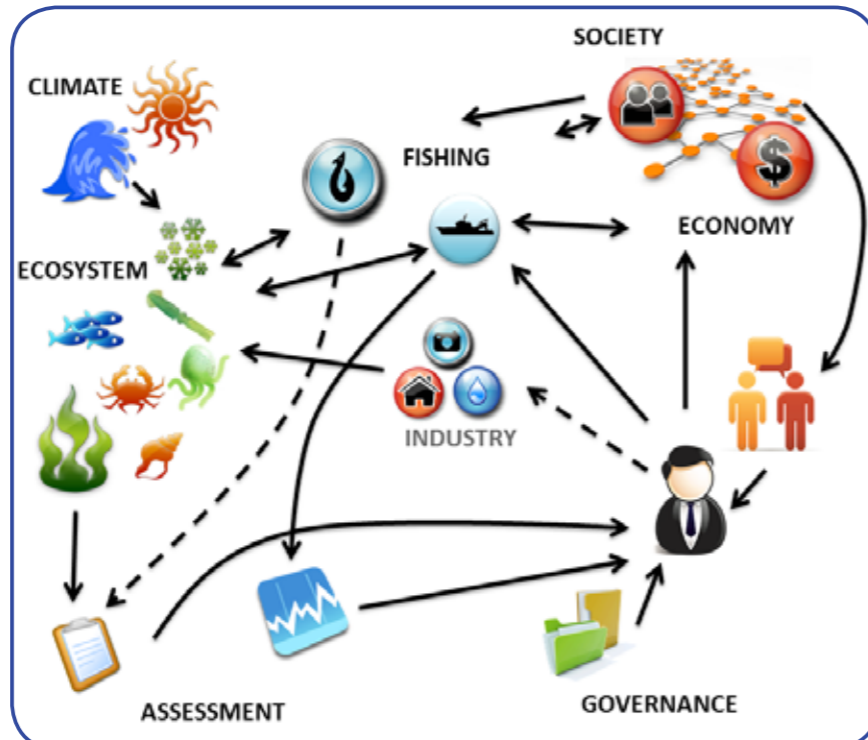 SOCIETY
CLIMATE
FISHING
ECONOMY
ECOSYSTEM
INDUSTRY
ASSESSMENT
GOVERNANCE